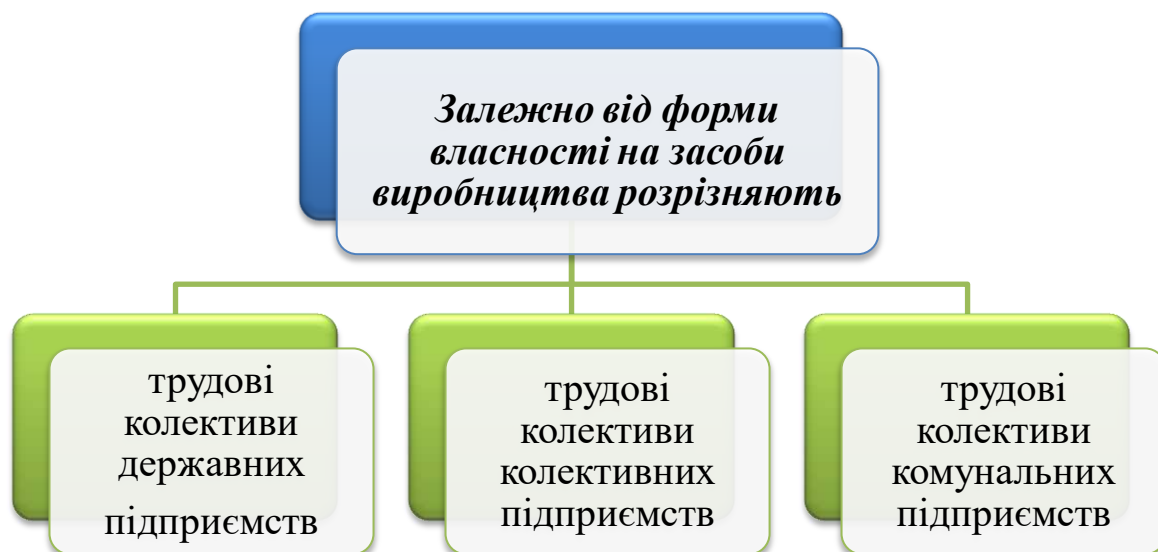 Залежно від форми
власності на засоби
виробництва розрізняють
трудові
колективи
державних
підприємств
трудові
колективи
колективних
підприємств
трудові
колективи
комунальних
підприємств